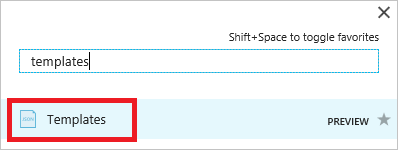 Shift+Space to toggle favorites
templates
Templates PREVIEW